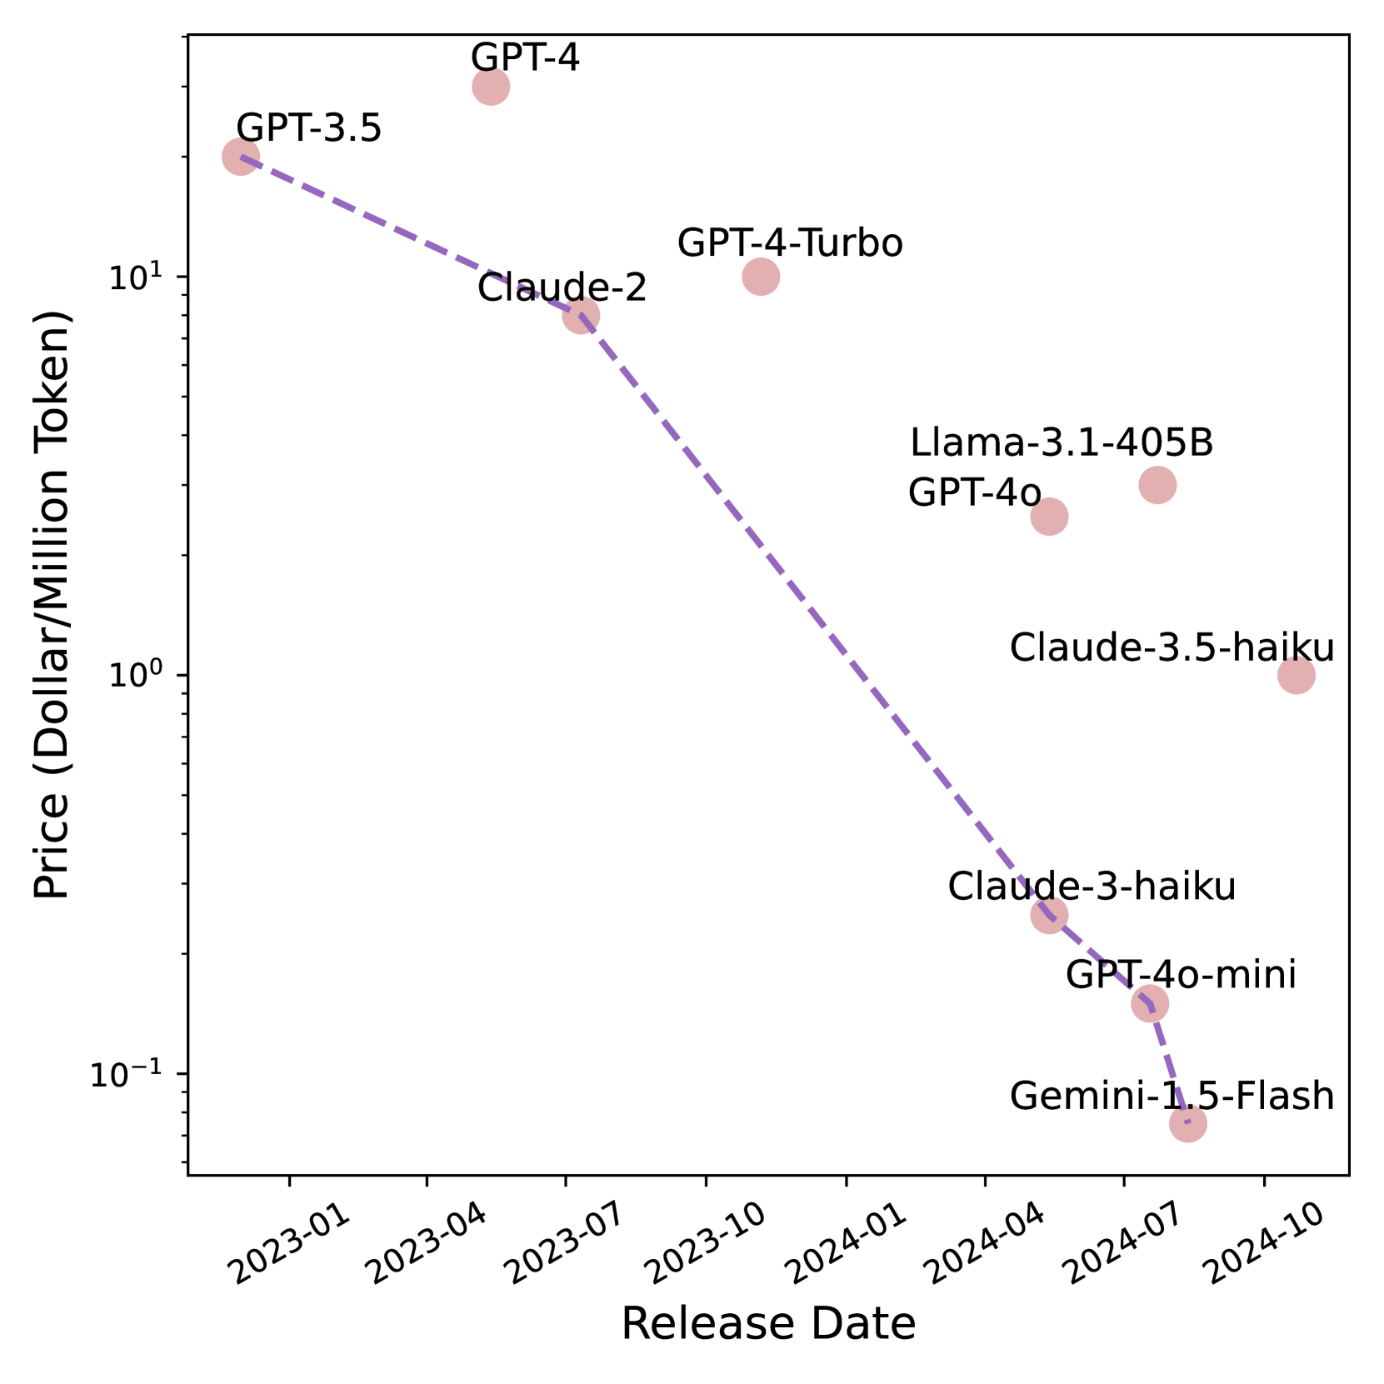 GPT-4
GPT-3.5
GPT-4-Turbo
Claude-2
Llama-3.1-405B
GPT-4o
Claude-3.5-haiku
Claude-3-haiku
GPT-4o-mini
Gemini-1.5-Flash
Price (Dollar/Million Token)
10¹
10⁰
10⁻¹
2023-01
2023-04
2023-07
2023-10
2024-01
2024-04
2024-07
2024-10
Release Date